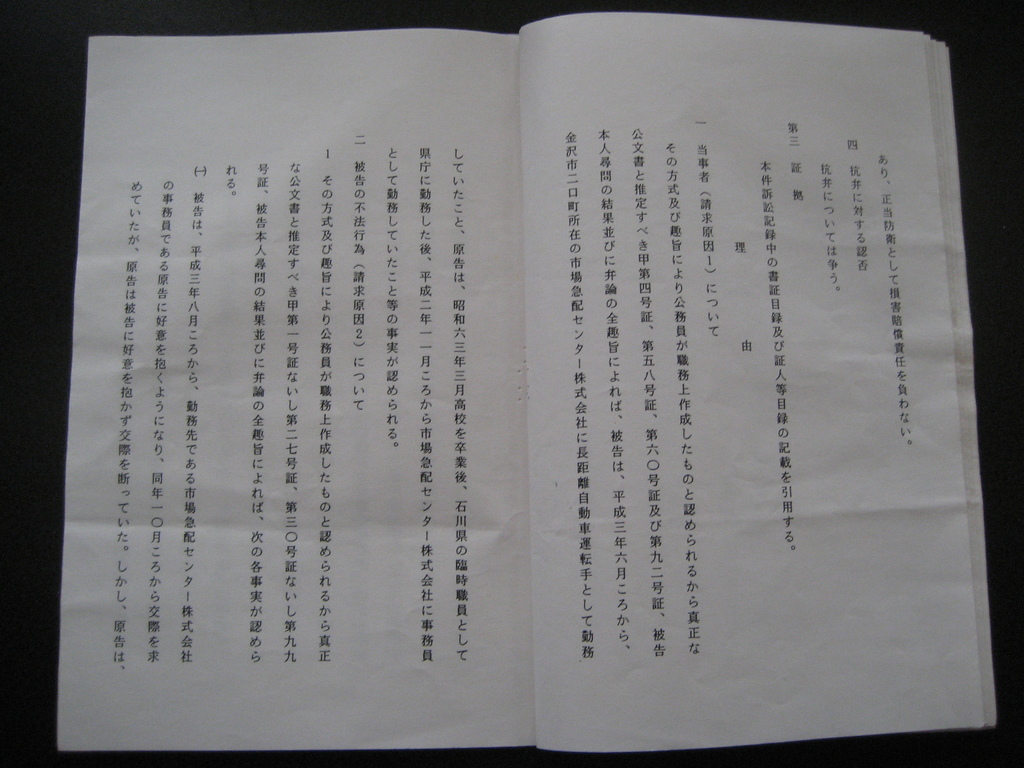 あり、正当防衛として損害賠償責任を負わない。
四　抗弁に対する認否
抗弁については争う。
第三　証　拠
本件訴訟記録中の書証目録及び証人等目録の記載を引用する。
理　　　由
一　当事者（請求原因1）について
その方式及び趣旨により公務員が職務上作成したものと認められるから真正な
公文書と推定すべき甲第四号証、第五八号証、第六〇号証及び第九二号証、被告
本人尋問の結果並びに弁論の全趣旨によれば、被告は、平成三年六月ころから、
金沢市二口町所在の市場急配センター株式会社に長距離自動車運転手として勤務
していたこと、原告は、昭和六三年三月高校を卒業後、石川県の臨時職員として
県庁に勤務した後、平成二年一一月ころから市場急配センター株式会社に事務員
として勤務していたこと等の事実が認められる。
二　被告の不法行為（請求原因2）について
1　その方式及び趣旨により公務員が職務上作成したものと認められるから真正
な公文書と推定すべき甲第一号証ないし第二七号証、第三〇号証ないし第九九
号証、被告本人尋問の結果並びに弁論の全趣旨によれば、次の各事実が認めら
れる。
㈠　被告は、平成三年八月ころから、勤務先である市場急配センター株式会社
の事務員である原告に好意を抱くようになり、同年一〇月ころから交際を求
めていたが、原告は被告に好意を抱かず交際を断っていた。しかし、原告は、